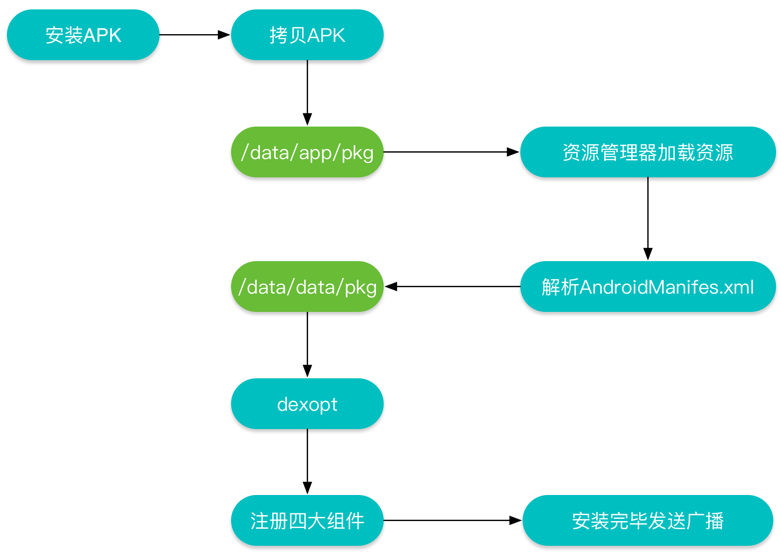 安装APK
拷贝APK
/data/app/pkg
资源管理器加载资源
解析AndroidManifes.xml
/data/data/pkg
dexopt
注册四大组件
安装完毕发送广播